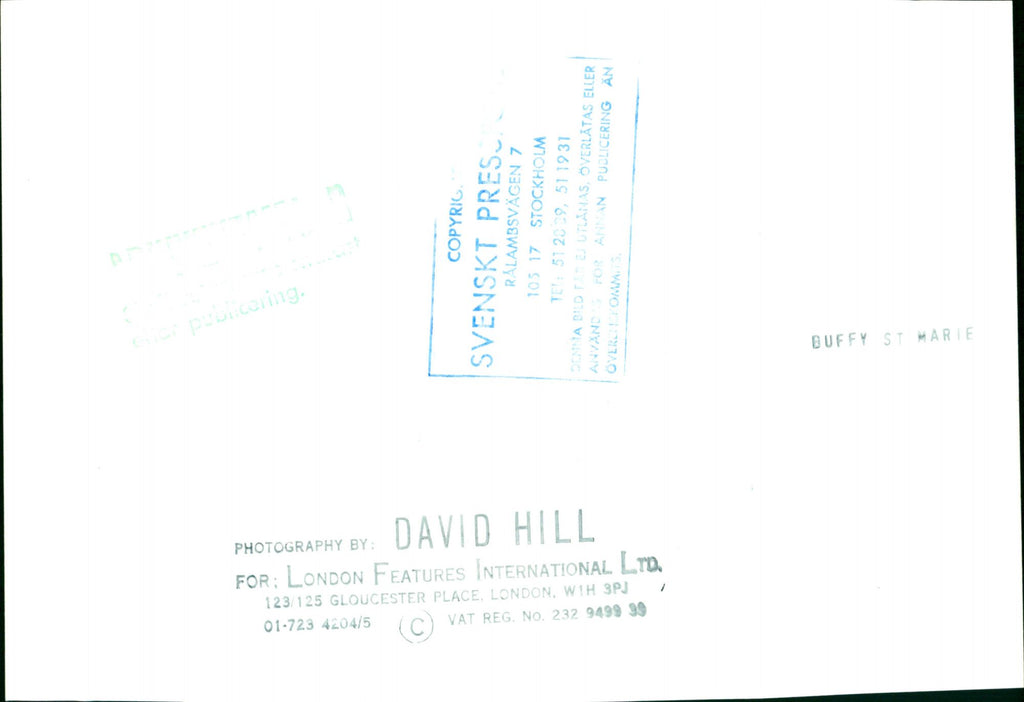 eller publicering.
COPYRIG
SVENSKT PRESS
RÅLAMBSVÄGEN 7
105 17 STOCKHOLM
TEL: 51 28 39, 51 19 31
DENNA BILD FÅR EJ UTLÅNAS, ÖVERLÅTAS ELLER
ANVÄNDAS FÖR ANNAN PUBLICERING ÄN
ÖVERENSKOMMITS.
BUFFY ST MARIE
PHOTOGRAPHY BY: DAVID HILL
FOR: LONDON FEATURES INTERNATIONAL LTD.
123/125 GLOUCESTER PLACE, LONDON, W1H 3PJ
01-723 4204/5 © VAT REG. No. 232 9499 39